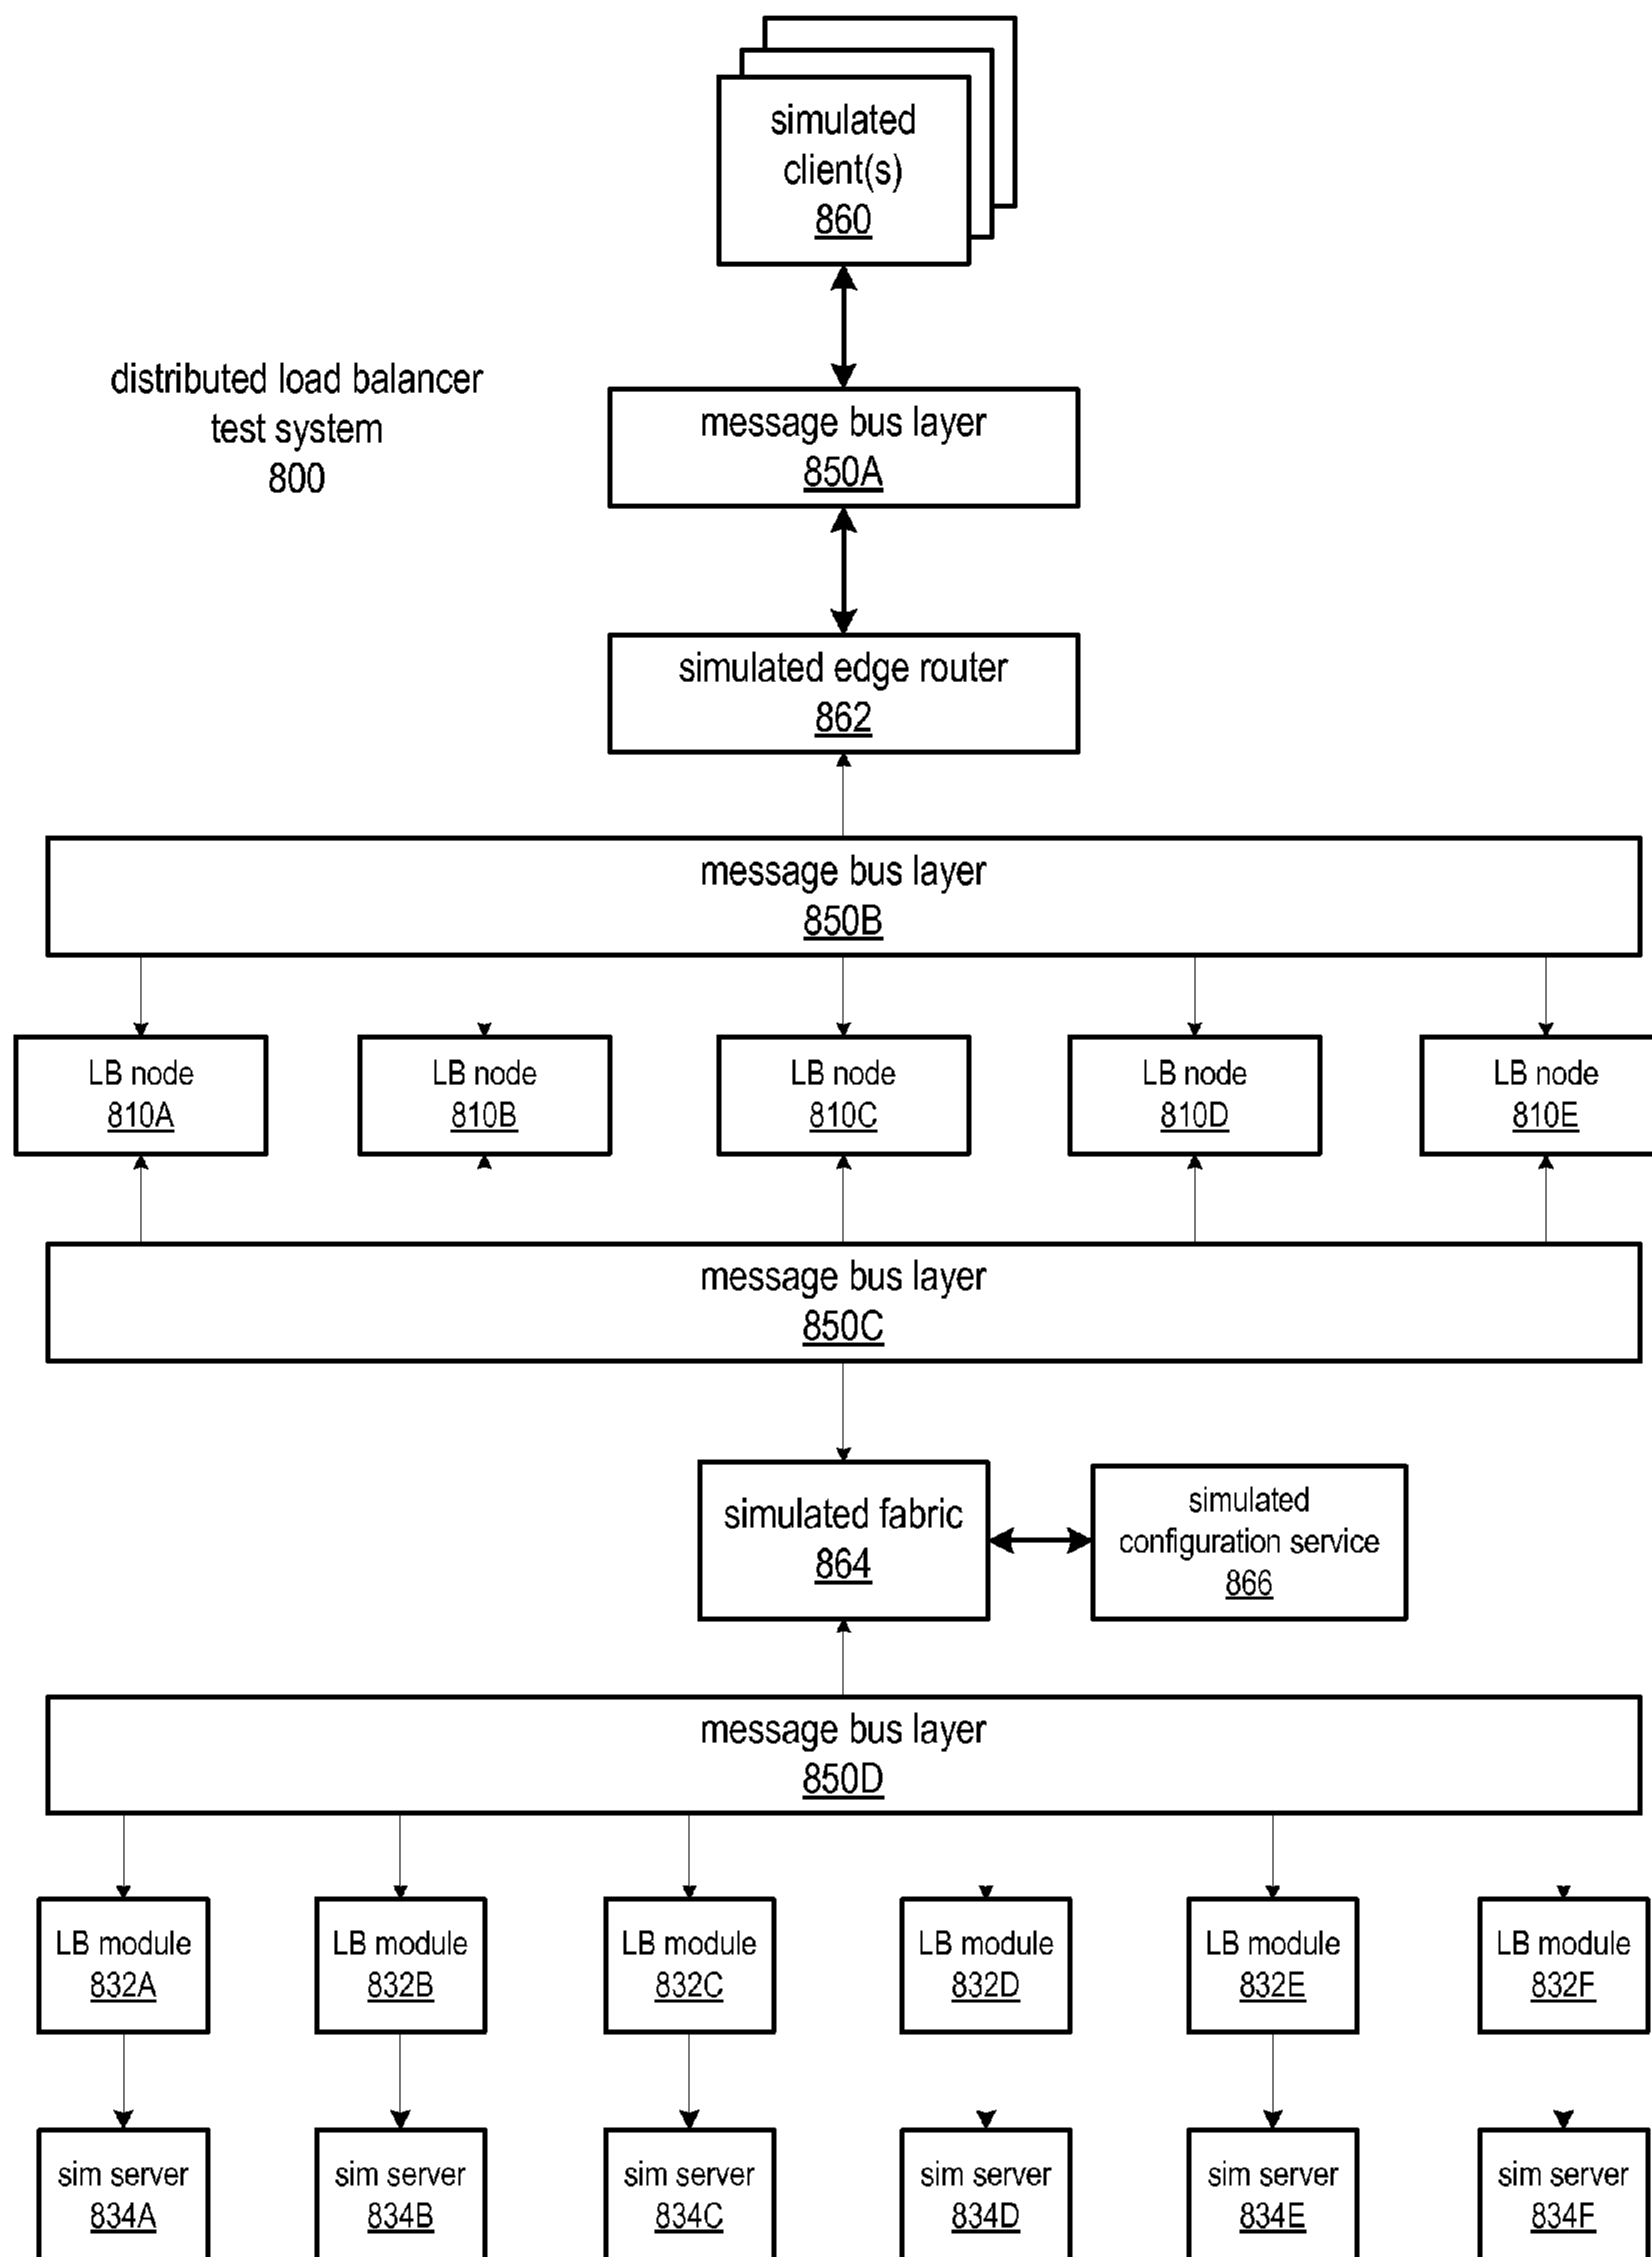 simulated
client(s)
860
distributed load balancer
test system
800
message bus layer
850A
simulated edge router
862
message bus layer
850B
LB node
810A
LB node
810B
LB node
810C
LB node
810D
LB node
810E
message bus layer
850C
simulated fabric
864
simulated
configuration service
866
message bus layer
850D
LB module
832A
LB module
832B
LB module
832C
LB module
832D
LB module
832E
LB module
832F
sim server
834A
sim server
834B
sim server
834C
sim server
834D
sim server
834E
sim server
834F